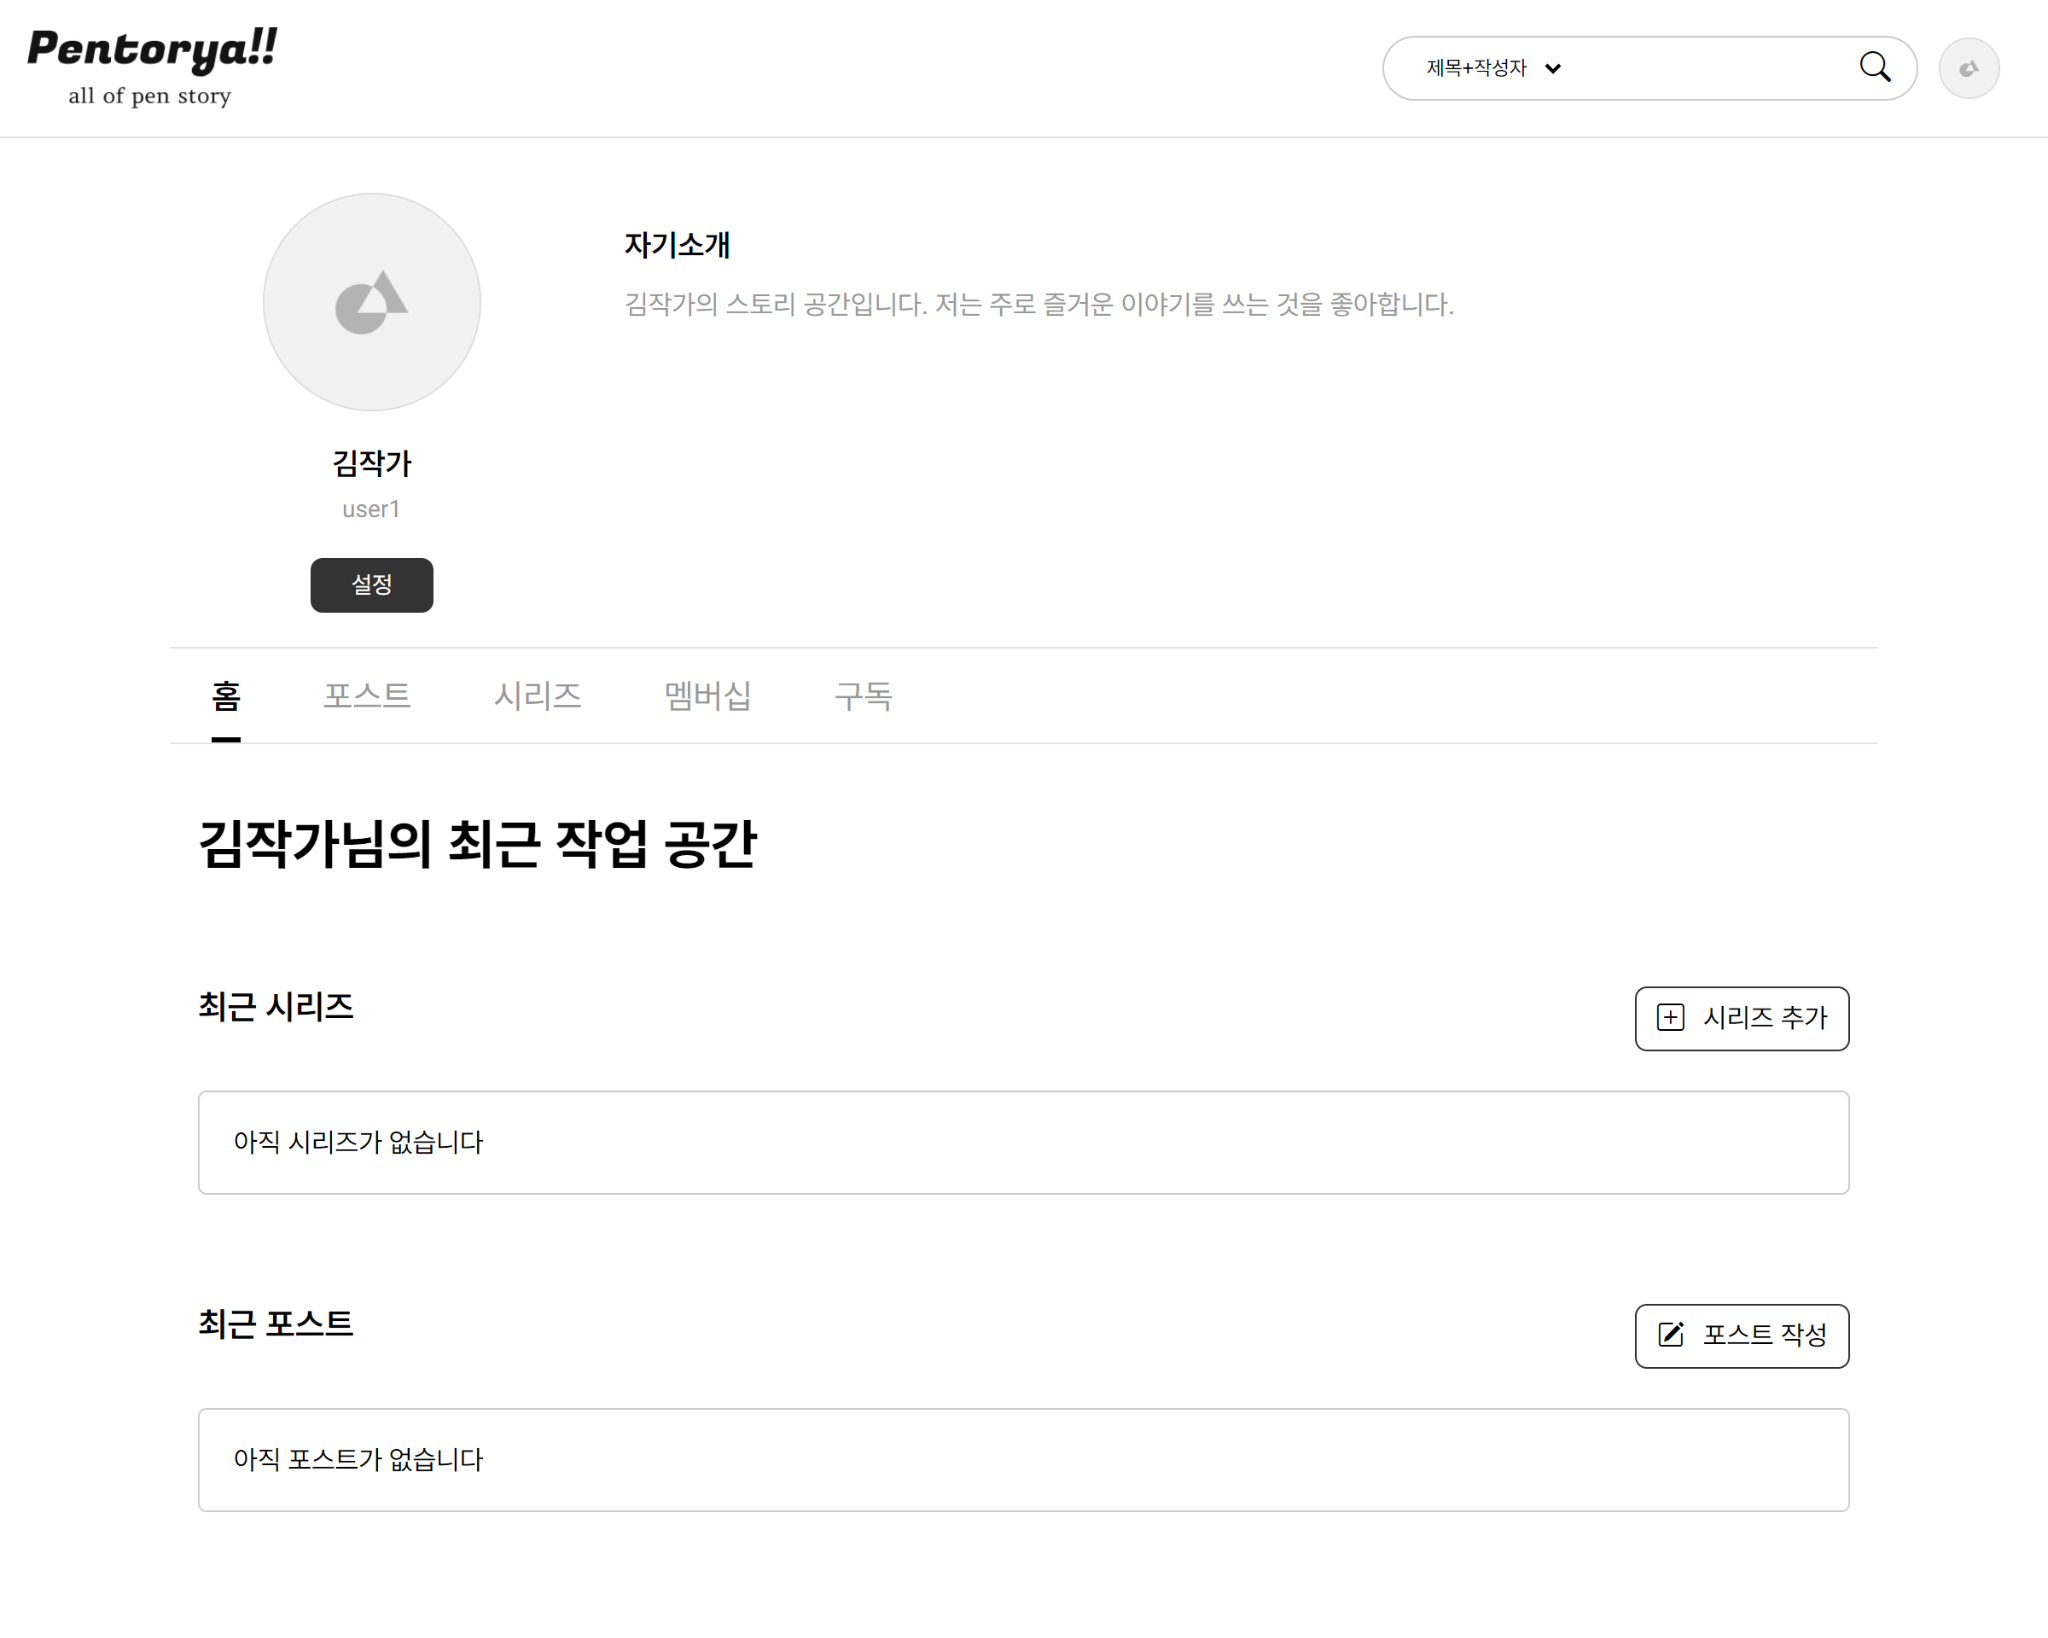 Pentorya!!
all of pen story
제목+작성자
자기소개
김작가의 스토리 공간입니다. 저는 주로 즐거운 이야기를 쓰는 것을 좋아합니다.
김작가
user1
설정
홈 포스트 시리즈 멤버십 구독
김작가님의 최근 작업 공간
최근 시리즈
시리즈 추가
아직 시리즈가 없습니다
최근 포스트
포스트 작성
아직 포스트가 없습니다